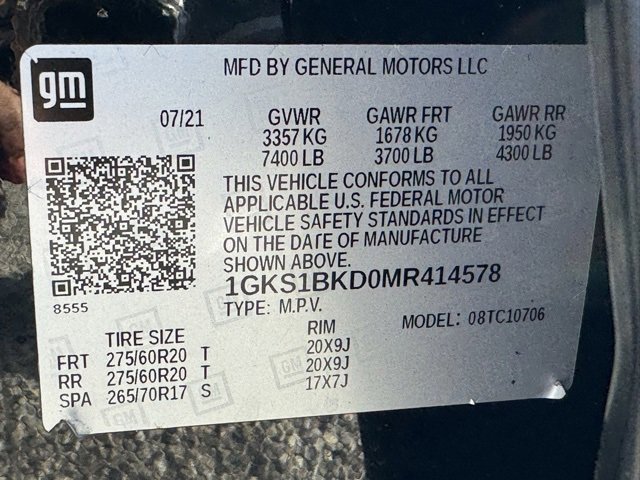 gm
MFD BY GENERAL MOTORS LLC
07/21 GVWR GAWR FRT GAWR RR
3357 KG 1678 KG 1950 KG
7400 LB 3700 LB 4300 LB
THIS VEHICLE CONFORMS TO ALL
APPLICABLE U.S. FEDERAL MOTOR
VEHICLE SAFETY STANDARDS IN EFFECT
ON THE DATE OF MANUFACTURE
SHOWN ABOVE.
1GKS1BKD0MR414578
8555
TYPE: M.P.V. MODEL: 08TC10706
TIRE SIZE RIM
FRT 275/60R20 T 20X9J
RR 275/60R20 T 20X9J
SPA 265/70R17 S 17X7J